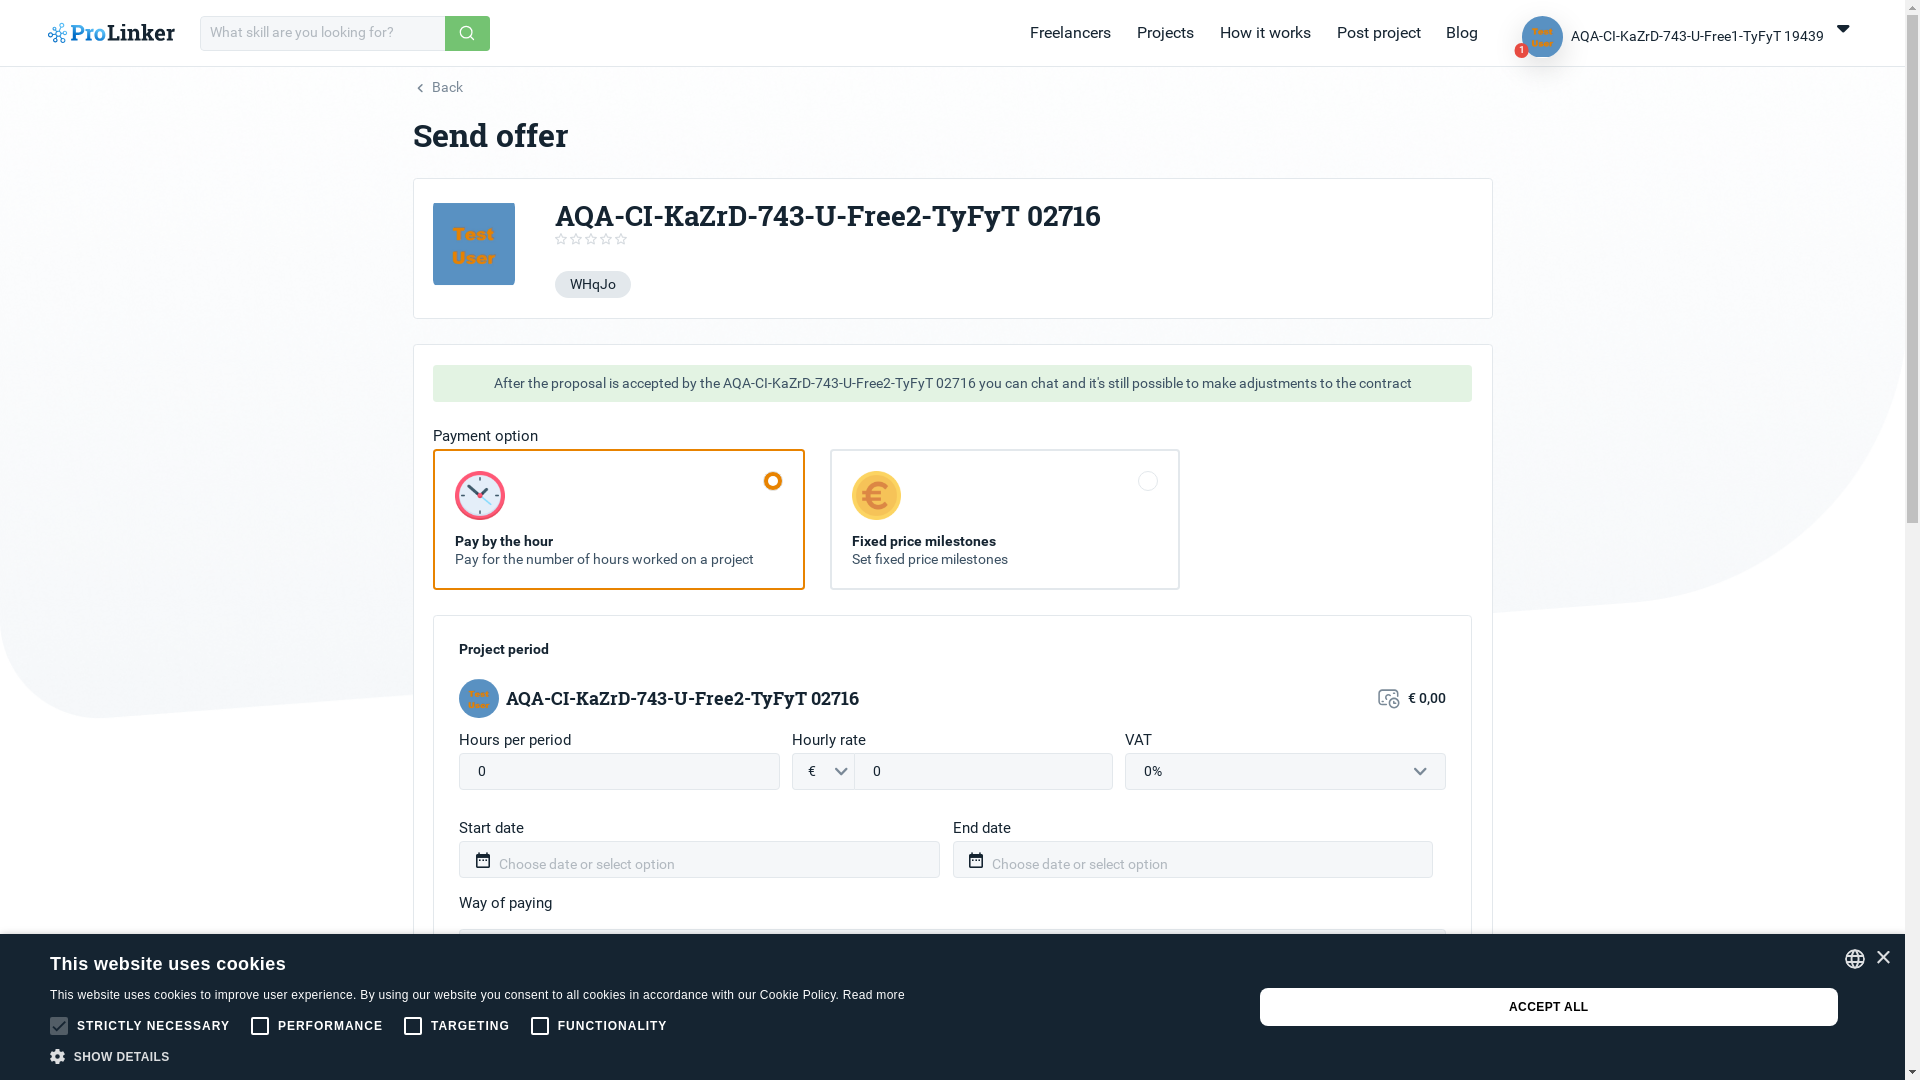 ProLinker
What skill are you looking for?
Freelancers
Projects
How it works
Post project
Blog
Test
User
1
AQA-CI-KaZrD-743-U-Free1-TyFyT 19439
Back
Send offer
Test
User
AQA-CI-KaZrD-743-U-Free2-TyFyT 02716
WHqJo
After the proposal is accepted by the AQA-CI-KaZrD-743-U-Free2-TyFyT 02716 you can chat and it's still possible to make adjustments to the contract
Payment option
Pay by the hour
Pay for the number of hours worked on a project
€
Fixed price milestones
Set fixed price milestones
Project period
Test
User
AQA-CI-KaZrD-743-U-Free2-TyFyT 02716
€ 0,00
Hours per period
Hourly rate
VAT
0
€
0
0%
Start date
End date
Choose date or select option
Choose date or select option
Way of paying
This website uses cookies
This website uses cookies to improve user experience. By using our website you consent to all cookies in accordance with our Cookie Policy. Read more
STRICTLY NECESSARY
PERFORMANCE
TARGETING
FUNCTIONALITY
SHOW DETAILS
ACCEPT ALL